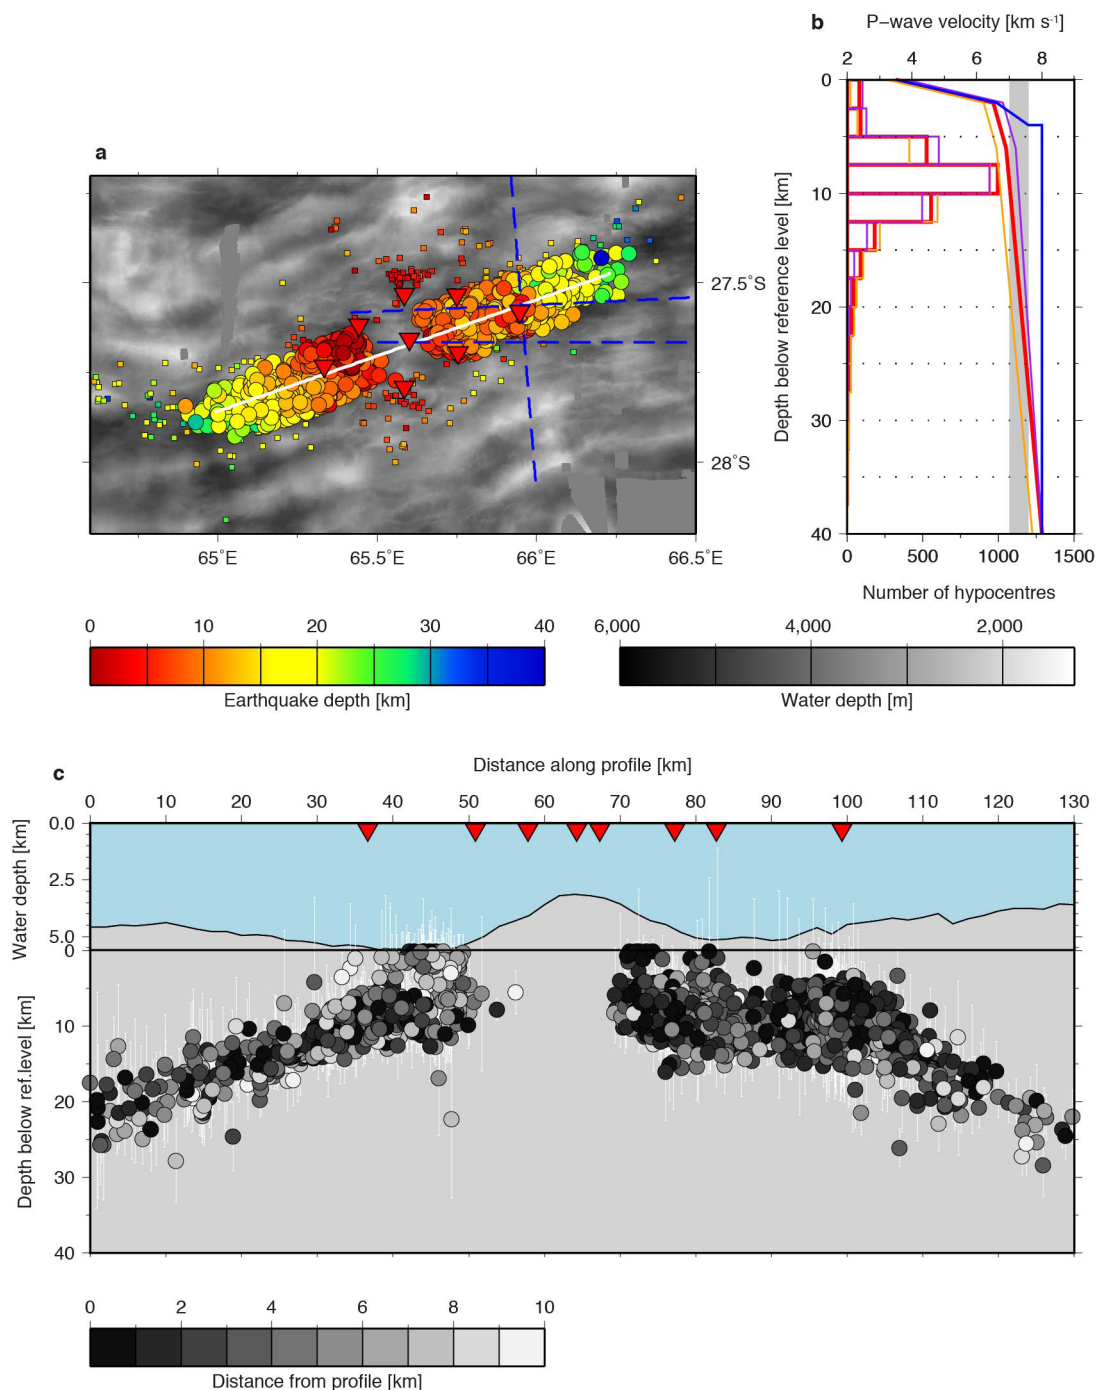 b P–wave velocity [km s-1]
2 4 6 8
0
10
20
30
40
Depth below reference level [km]
0 500 1000 1500
Number of hypocentres
a
27.5˚S
28˚S
65˚E 65.5˚E 66˚E 66.5˚E
0 10 20 30 40
Earthquake depth [km]
6,000 4,000 2,000
Water depth [m]
c
Distance along profile [km]
0 10 20 30 40 50 60 70 80 90 100 110 120 130
0.0
2.5
5.0
Water depth [km]
0
10
20
30
40
Depth below ref.level [km]
0 2 4 6 8 10
Distance from profile [km]